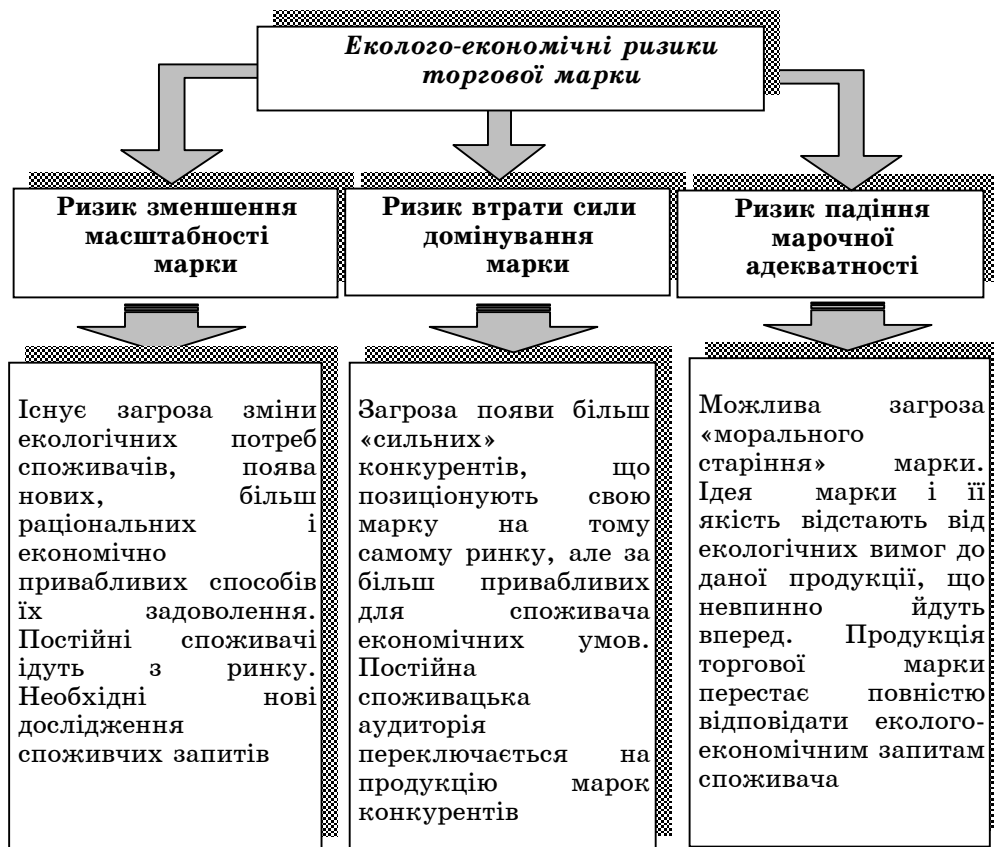 Еколого-економічні ризики
торгової марки
Ризик зменшення
масштабності
марки
Ризик втрати сили
домінування
марки
Ризик падіння
марочної
адекватності
Існує загроза зміни
екологічних потреб
споживачів, поява
нових, більш
раціональних і
економічно
привабливих способів
їх задоволення.
Постійні споживачі
ідуть з ринку.
Необхідні нові
дослідження
споживчих запитів
Загроза появи більш
«сильних»
конкурентів, що
позиціонують свою
марку на тому
самому ринку, але за
більш привабливих
для споживача
економічних умов.
Постійна
споживацька
аудиторія
переключається на
продукцію марок
конкурентів
Можлива загроза
«морального
старіння» марки.
Ідея марки і її
якість відстають від
екологічних вимог до
даної продукції, що
невпинно йдуть
вперед. Продукція
торгової марки
перестає повністю
відповідати еколого-
економічним запитам
споживача